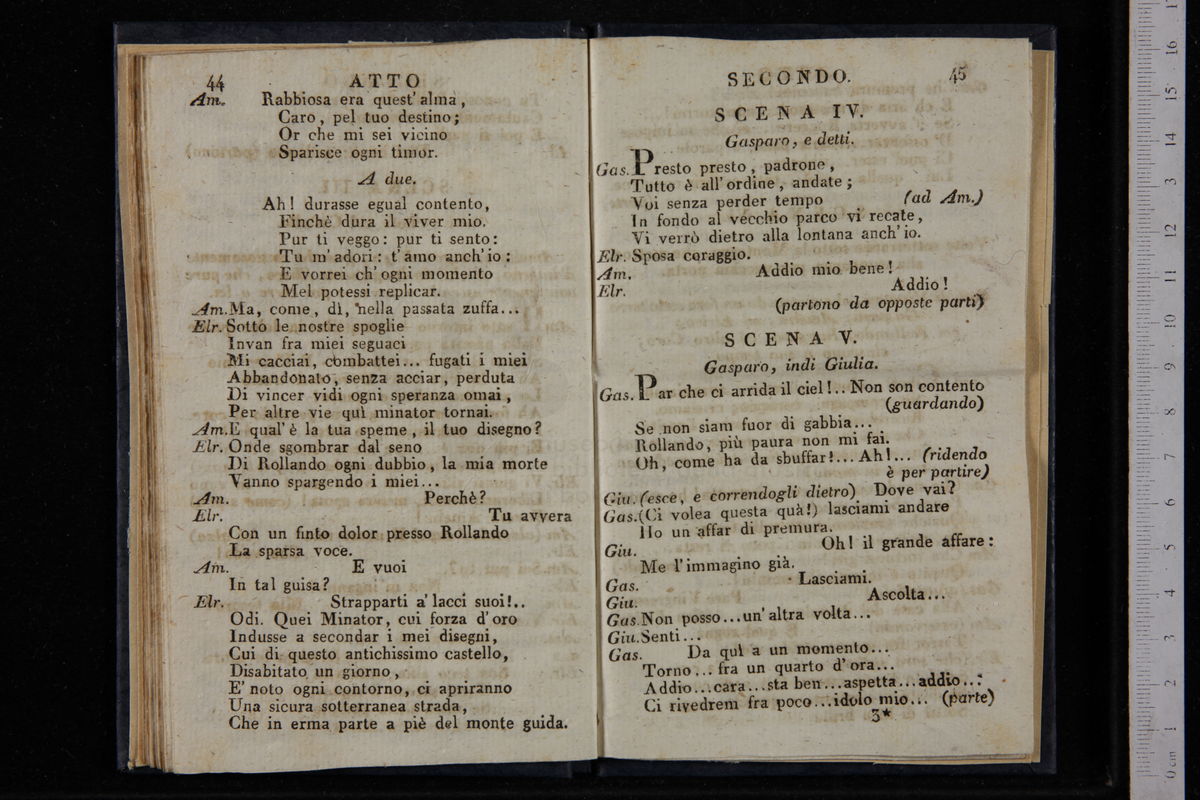 44 ATTO
Am. Rabbiosa era quest' alma,
Caro, pel tuo destino;
Or che mi sei vicino
Sparisce ogni timor.
A due.
Ah! durasse egual contento,
Finchè dura il viver mio.
Pur ti veggo: pur ti sento:
Tu m' adori: t' amo anch' io:
E vorrei ch' ogni momento
Mel potessi replicar.
Am. Ma, come, dì, nella passata zuffa...
Elr. Sotto le nostre spoglie
Invan fra miei seguaci
Mi cacciai, combattei... fugati i miei
Abbandonato, senza acciar, perduta
Di vincer vidi ogni speranza omai,
Per altre vie quì minator tornai.
Am. E qual' è la tua speme, il tuo disegno?
Elr. Onde sgombrar dal seno
Di Rollando ogni dubbio, la mia morte
Vanno spargendo i miei...
Am. Perchè?
Elr. Tu avvera
Con un finto dolor presso Rollando
La sparsa voce.
Am. E vuoi
In tal guisa?
Elr. Strapparti a' lacci suoi!..
Odi. Quei Minator, cui forza d' oro
Indusse a secondar i mei disegni,
Cui di questo antichissimo castello,
Disabitato un giorno,
E' noto ogni contorno, ci apriranno
Una sicura sotterranea strada,
Che in erma parte a piè del monte guida.
SECONDO. 45
SCENA IV.
Gasparo, e detti.
Gas. Presto presto, padrone,
Tutto è all' ordine, andate;
Voi senza perder tempo (ad Am.)
In fondo al vecchio parco vi recate,
Vi verrò dietro alla lontana anch' io.
Elr. Sposa coraggio.
Am. Addio mio bene!
Elr. Addio!
(partono da opposte parti)
SCENA V.
Gasparo, indi Giulia.
Gas. Par che ci arrida il ciel!.. Non son contento
(guardando)
Se non siam fuor di gabbia...
Rollando, più paura non mi fai.
Oh, come ha da sbuffar!... Ah!... (ridendo
è per partire)
Giu. (esce, e correndogli dietro) Dove vai?
Gas. (Ci volea questa quà!) lasciami andare
Ho un affar di premura.
Giu. Oh! il grande affare:
Me l' immagino già.
Gas. Lasciami.
Giu. Ascolta...
Gas. Non posso... un' altra volta...
Giu. Senti...
Gas. Da quì a un momento...
Torno... fra un quarto d' ora...
Addio... cara... sta ben... aspetta... addio...
Ci rivedrem fra poco... idolo mio... (parte)
3*